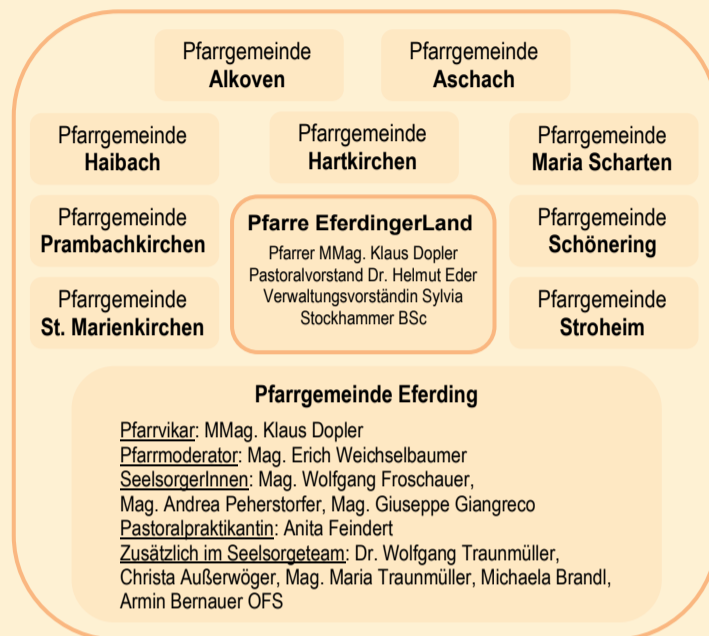 Pfarrgemeinde
Alkoven
Pfarrgemeinde
Aschach
Pfarrgemeinde
Haibach
Pfarrgemeinde
Hartkirchen
Pfarrgemeinde
Maria Scharten
Pfarrgemeinde
Prambachkirchen
Pfarre EferdingerLand
Pfarrer MMag. Klaus Dopler
Pastoralvorstand Dr. Helmut Eder
Verwaltungsvorständin Sylvia
Stockhammer BSc
Pfarrgemeinde
Schönering
Pfarrgemeinde
St. Marienkirchen
Pfarrgemeinde
Stroheim
Pfarrgemeinde Eferding
Pfarrvikar: MMag. Klaus Dopler
Pfarrmoderator: Mag. Erich Weichselbaumer
SeelsorgerInnen: Mag. Wolfgang Froschauer,
Mag. Andrea Peherstorfer, Mag. Giuseppe Giangreco
Pastoralpraktikantin: Anita Feindert
Zusätzlich im Seelsorgeteam: Dr. Wolfgang Traunmüller,
Christa Außerwöger, Mag. Maria Traunmüller, Michaela Brandl,
Armin Bernauer OFS